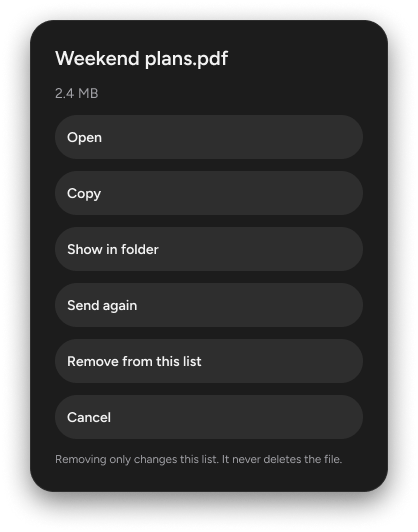 Weekend plans.pdf
2.4 MB
Open
Copy
Show in folder
Send again
Remove from this list
Cancel
Removing only changes this list. It never deletes the file.